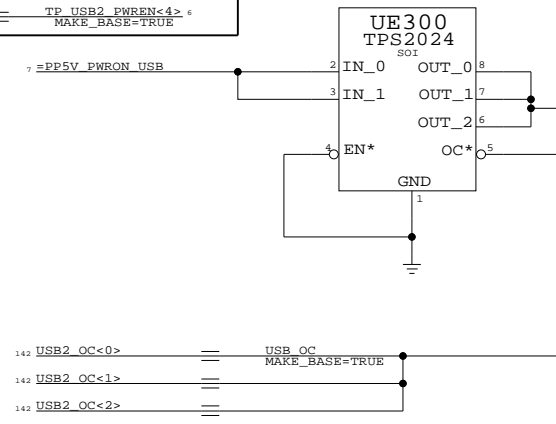 TP_USB2_PWREN<4> 6
MAKE_BASE=TRUE
UE300
TPS2024
SOI
7 =PP5V_PWRON_USB
2 IN_0 OUT_0 8
3 IN_1 OUT_1 7
OUT_2 6
4 EN* OC* 5
GND
1
142 USB2_OC<0> USB_OC
MAKE_BASE=TRUE
142 USB2_OC<1>
142 USB2_OC<2>